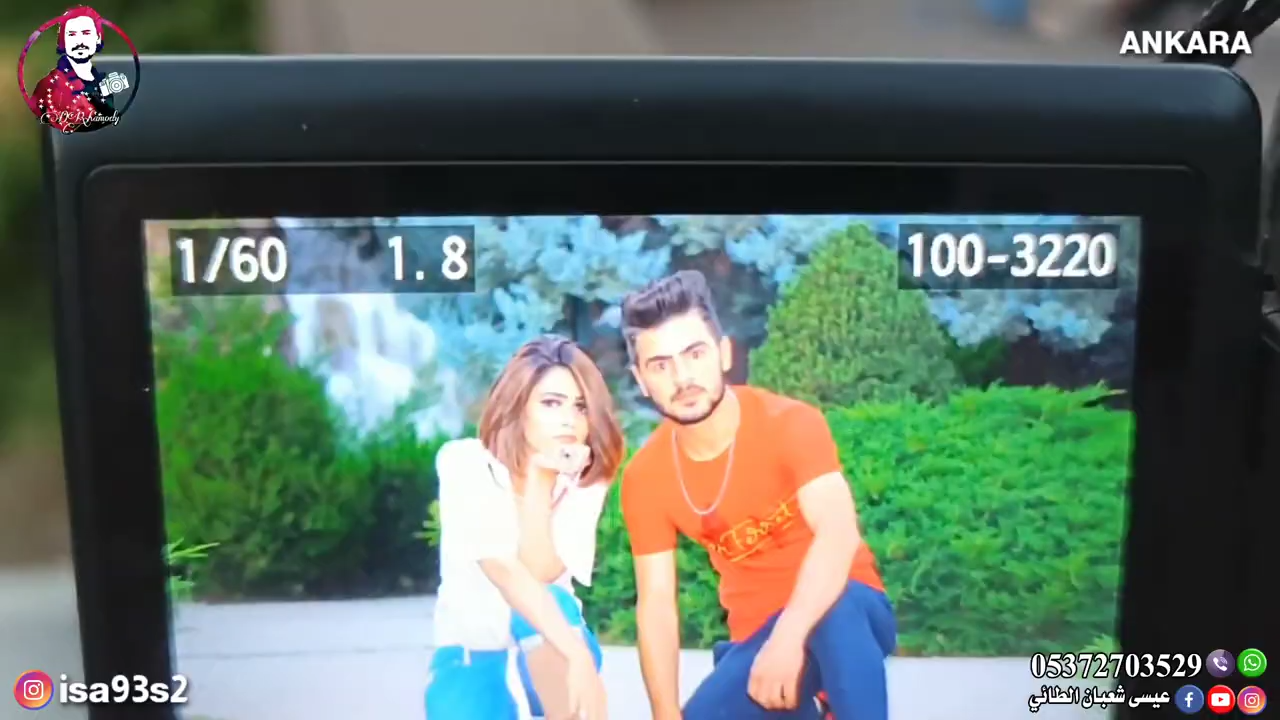 ANKARA
1/60 1.8 100-3220
05372703529
عيسى شعبان الطائي
isa93s2